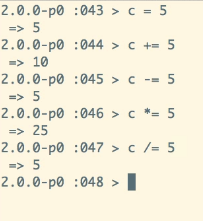 2.0.0-p0 :043 > c = 5
 => 5
2.0.0-p0 :044 > c += 5
 => 10
2.0.0-p0 :045 > c -= 5
 => 5
2.0.0-p0 :046 > c *= 5
 => 25
2.0.0-p0 :047 > c /= 5
 => 5
2.0.0-p0 :048 >